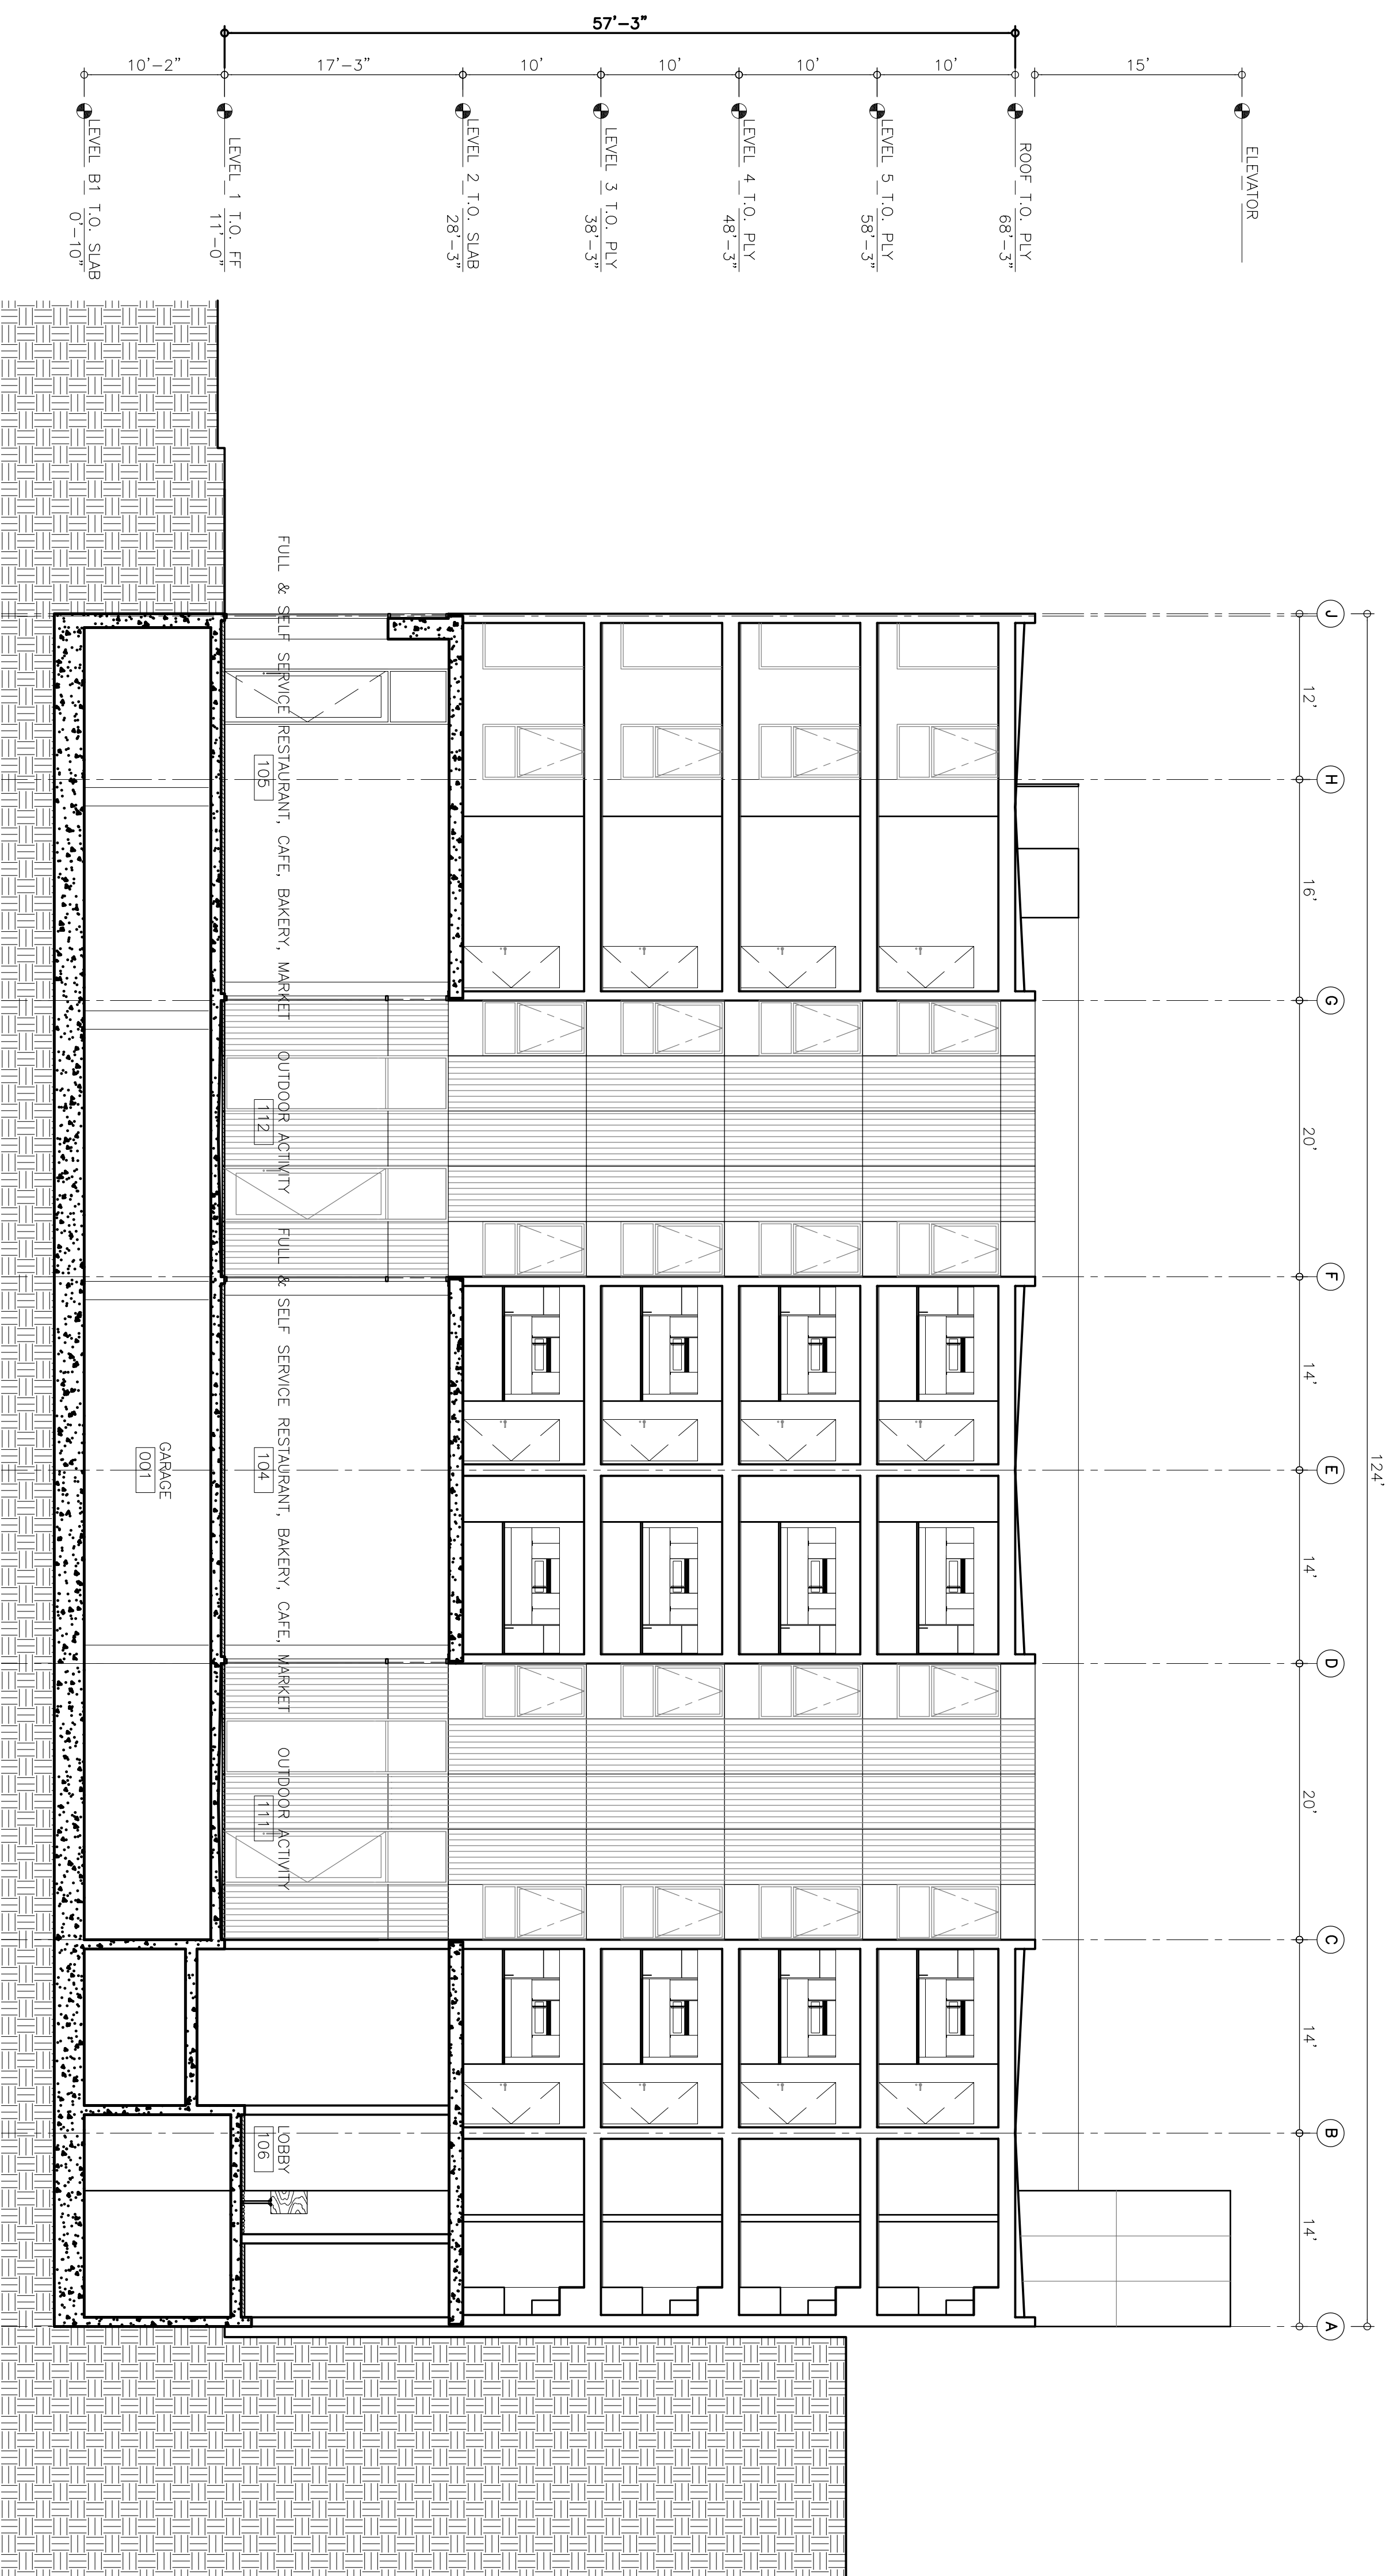 124'
J
H
G
F
E
D
C
B
A
12'
16'
20'
14'
14'
20'
14'
14'
ELEVATOR
15'
ROOF T.O. PLY
68'-3"
10'
LEVEL 5 T.O. PLY
58'-3"
10'
LEVEL 4 T.O. PLY
48'-3"
10'
LEVEL 3 T.O. PLY
38'-3"
10'
LEVEL 2 T.O. SLAB
28'-3"
57'-3"
17'-3"
LEVEL 1 T.O. FF
11'-0"
10'-2"
LEVEL B1 T.O. SLAB
0'-10"
FULL & SELF SERVICE RESTAURANT, CAFE, BAKERY, MARKET
105
OUTDOOR ACTIVITY
112
FULL & SELF SERVICE RESTAURANT, BAKERY, CAFE, MARKET
104
OUTDOOR ACTIVITY
111
LOBBY
106
GARAGE
001